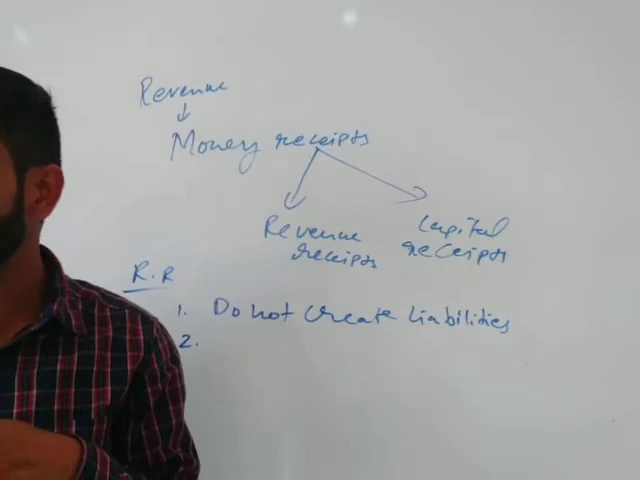 Revenue
Money receipts
Revenue
receipts
Capital
receipts
R.R
1. Do not create liabilities
2.